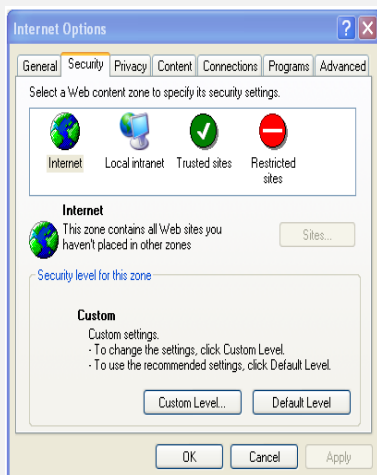 Internet Options
General Security Privacy Content Connections Programs Advanced
Select a Web content zone to specify its security settings.
Internet Local intranet Trusted sites Restricted
sites
Internet
This zone contains all Web sites you
haven't placed in other zones
Sites...
Security level for this zone
Custom
Custom settings.
- To change the settings, click Custom Level.
- To use the recommended settings, click Default Level.
Custom Level... Default Level
OK Cancel Apply